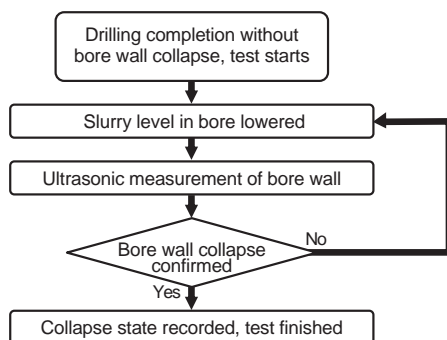 Drilling completion without
bore wall collapse, test starts
Slurry level in bore lowered
Ultrasonic measurement of bore wall
Bore wall collapse
confirmed
No
Yes
Collapse state recorded, test finished